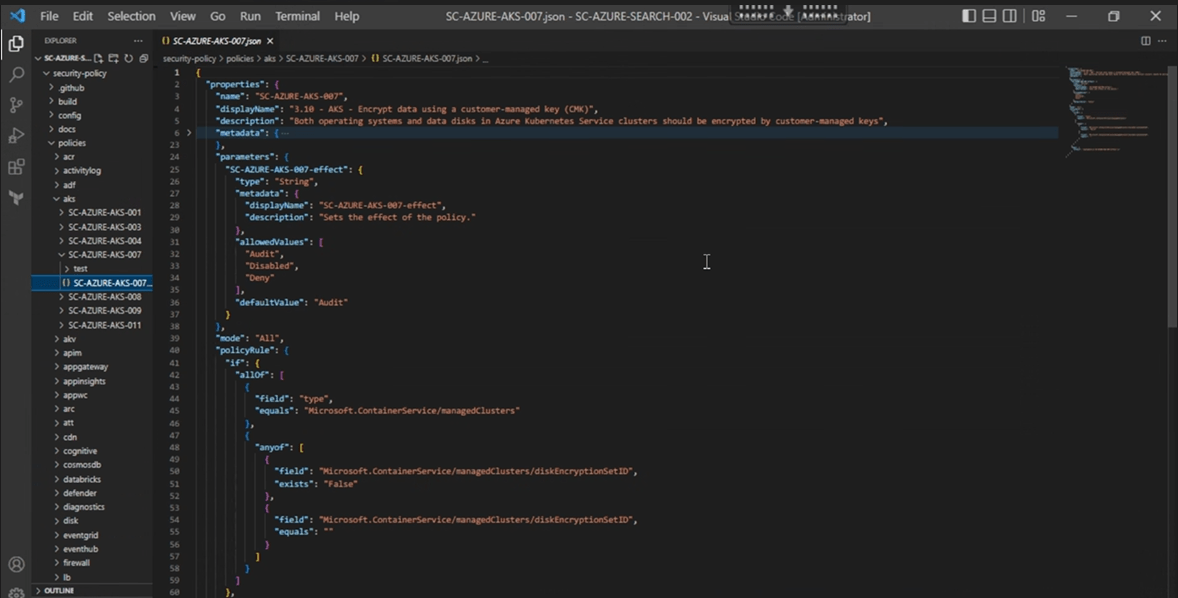 File Edit Selection View Go Run Terminal Help
SC-AZURE-AKS-007.json - SC-AZURE-SEARCH-002 - Visual Studio Code [Administrator]
EXPLORER
SC-AZURE-S...
security-policy
.github
build
config
docs
policies
acr
activitylog
adf
aks
SC-AZURE-AKS-001
SC-AZURE-AKS-003
SC-AZURE-AKS-004
SC-AZURE-AKS-007
test
{} SC-AZURE-AKS-007...
SC-AZURE-AKS-008
SC-AZURE-AKS-009
SC-AZURE-AKS-011
akv
apim
appgateway
appinsights
appwc
arc
att
cdn
cognitive
cosmosdb
databricks
defender
diagnostics
disk
eventgrid
eventhub
firewall
lb
OUTLINE
{} SC-AZURE-AKS-007.json
security-policy > policies > aks > SC-AZURE-AKS-007 > {} SC-AZURE-AKS-007.json > ...
1 {
2 "properties": {
3 "name": "SC-AZURE-AKS-007",
4 "displayName": "3.10 - AKS - Encrypt data using a customer-managed key (CMK)",
5 "description": "Both operating systems and data disks in Azure Kubernetes Service clusters should be encrypted by customer-managed keys",
6 "metadata": {
23 },
24 "parameters": {
25 "SC-AZURE-AKS-007-effect": {
26 "type": "String",
27 "metadata": {
28 "displayName": "SC-AZURE-AKS-007-effect",
29 "description": "Sets the effect of the policy."
30 },
31 "allowedValues": [
32 "Audit",
33 "Disabled",
34 "Deny"
35 ],
36 "defaultValue": "Audit"
37 }
38 },
39 "mode": "All",
40 "policyRule": {
41 "if": {
42 "allOf": [
43 {
44 "field": "type",
45 "equals": "Microsoft.ContainerService/managedClusters"
46 },
47 {
48 "anyof": [
49 {
50 "field": "Microsoft.ContainerService/managedClusters/diskEncryptionSetID",
51 "exists": "False"
52 },
53 {
54 "field": "Microsoft.ContainerService/managedClusters/diskEncryptionSetID",
55 "equals": ""
56 }
57 ]
58 }
59 ]
60 },